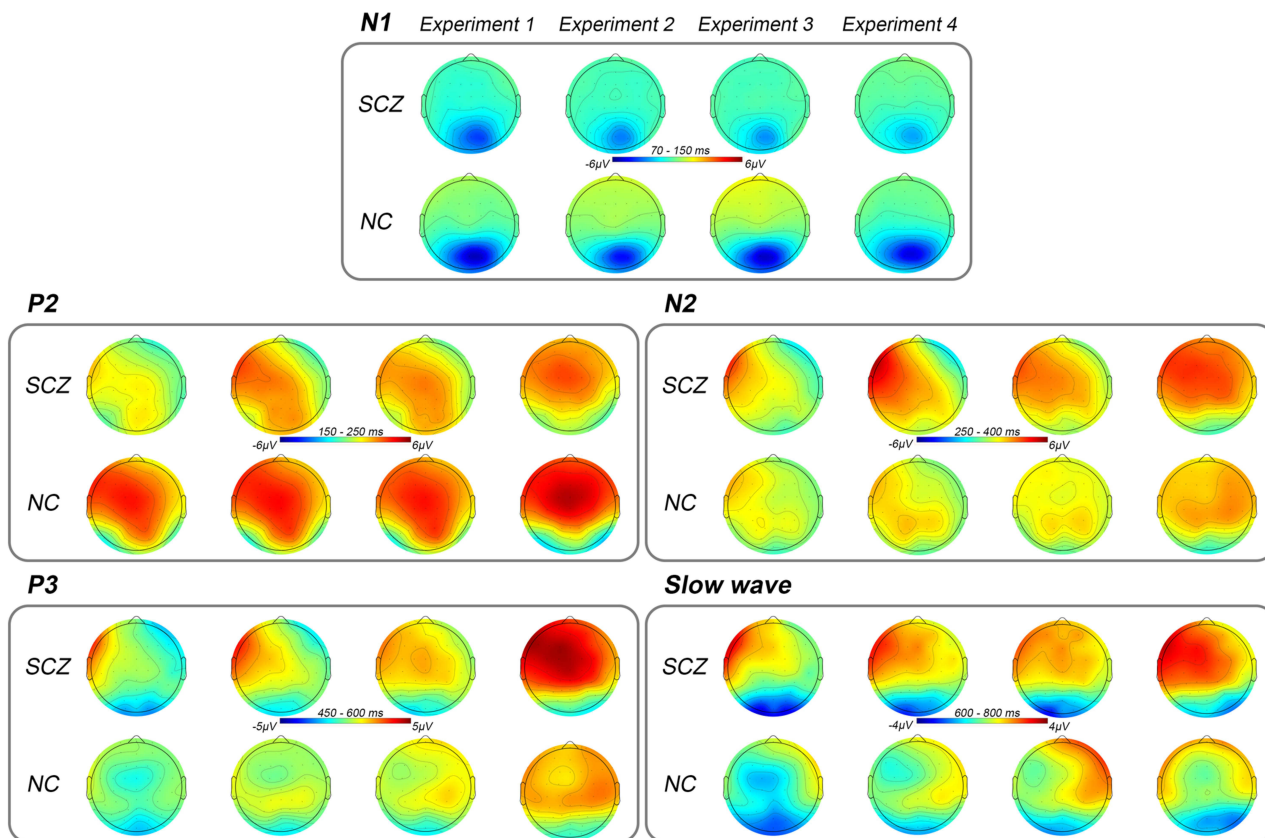 N1 Experiment 1 Experiment 2 Experiment 3 Experiment 4
SCZ
70 - 150 ms
-6µV 6µV
NC
P2
SCZ
150 - 250 ms
-6µV 6µV
NC
N2
SCZ
250 - 400 ms
-6µV 6µV
NC
P3
SCZ
450 - 600 ms
-5µV 5µV
NC
Slow wave
SCZ
600 - 800 ms
-4µV 4µV
NC